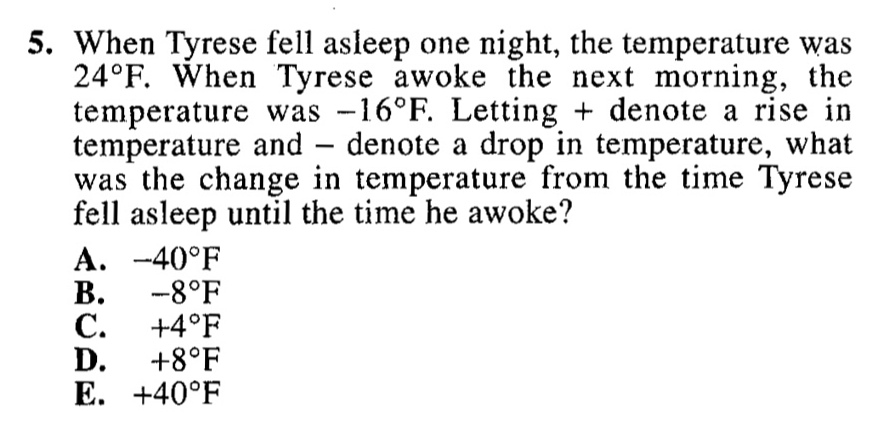 5. When Tyrese fell asleep one night, the temperature was
24°F. When Tyrese awoke the next morning, the
temperature was −16°F. Letting + denote a rise in
temperature and − denote a drop in temperature, what
was the change in temperature from the time Tyrese
fell asleep until the time he awoke?
A. −40°F
B. −8°F
C. +4°F
D. +8°F
E. +40°F